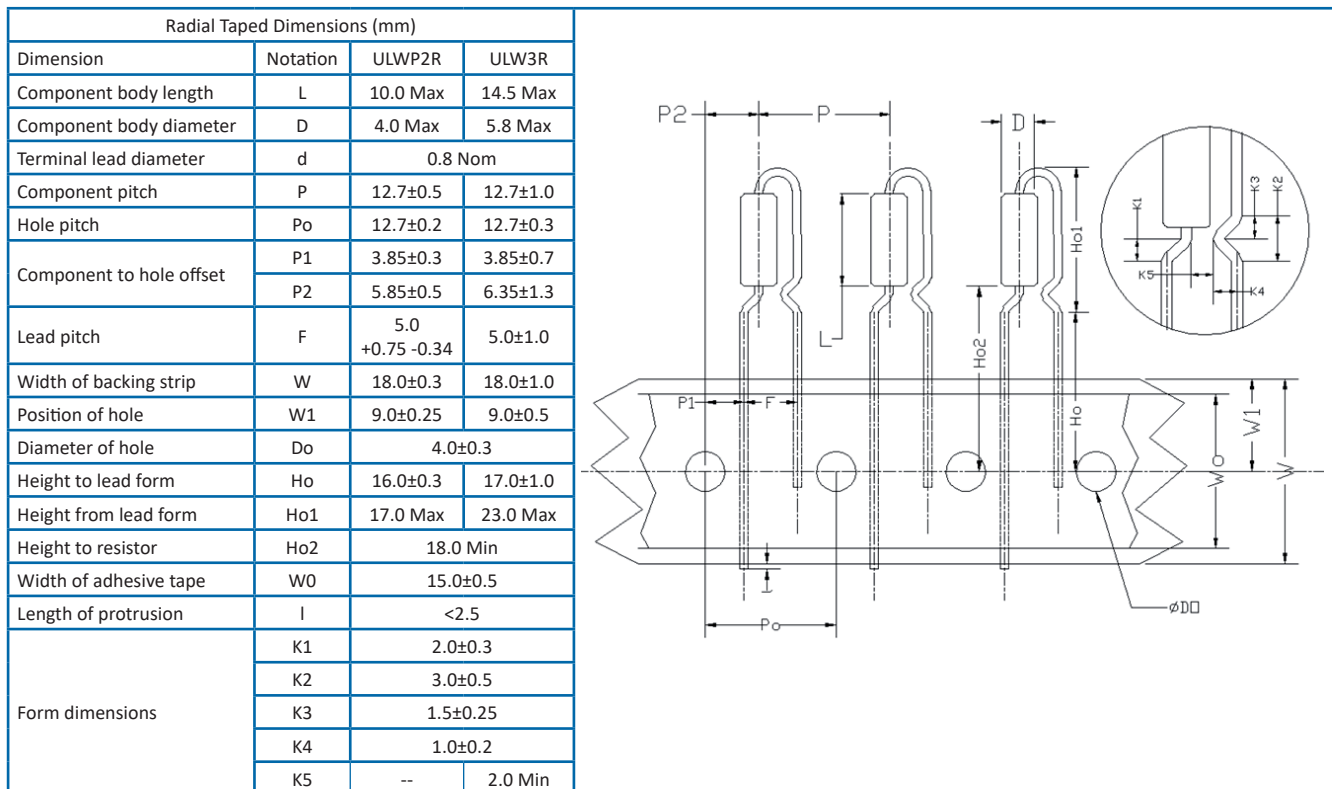 Radial Taped Dimensions (mm)
Dimension Notation ULWP2R ULW3R
Component body length L 10.0 Max 14.5 Max
Component body diameter D 4.0 Max 5.8 Max
Terminal lead diameter d 0.8 Nom
Component pitch P 12.7±0.5 12.7±1.0
Hole pitch Po 12.7±0.2 12.7±0.3
Component to hole offset P1 3.85±0.3 3.85±0.7
P2 5.85±0.5 6.35±1.3
Lead pitch F 5.0 +0.75 -0.34 5.0±1.0
Width of backing strip W 18.0±0.3 18.0±1.0
Position of hole W1 9.0±0.25 9.0±0.5
Diameter of hole Do 4.0±0.3
Height to lead form Ho 16.0±0.3 17.0±1.0
Height from lead form Ho1 17.0 Max 23.0 Max
Height to resistor Ho2 18.0 Min
Width of adhesive tape W0 15.0±0.5
Length of protrusion l <2.5
Form dimensions K1 2.0±0.3
K2 3.0±0.5
K3 1.5±0.25
K4 1.0±0.2
K5 -- 2.0 Min
P2 P D
K1 K3 K2
K5 K4
Ho1
L
Ho2
Ho
P1 F
W1
Wo
W
I
Po
ØDO